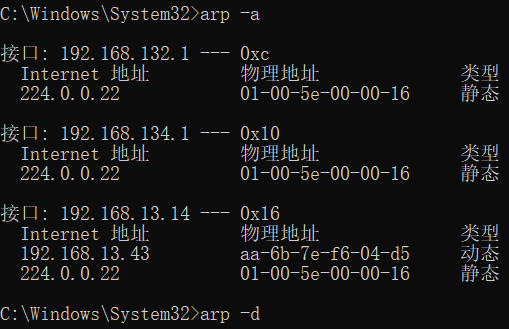 C:\Windows\System32>arp -a
接口: 192.168.132.1 --- 0xc
Internet 地址 物理地址 类型
224.0.0.22 01-00-5e-00-00-16 静态
接口: 192.168.134.1 --- 0x10
Internet 地址 物理地址 类型
224.0.0.22 01-00-5e-00-00-16 静态
接口: 192.168.13.14 --- 0x16
Internet 地址 物理地址 类型
192.168.13.43 aa-6b-7e-f6-04-d5 动态
224.0.0.22 01-00-5e-00-00-16 静态
C:\Windows\System32>arp -d